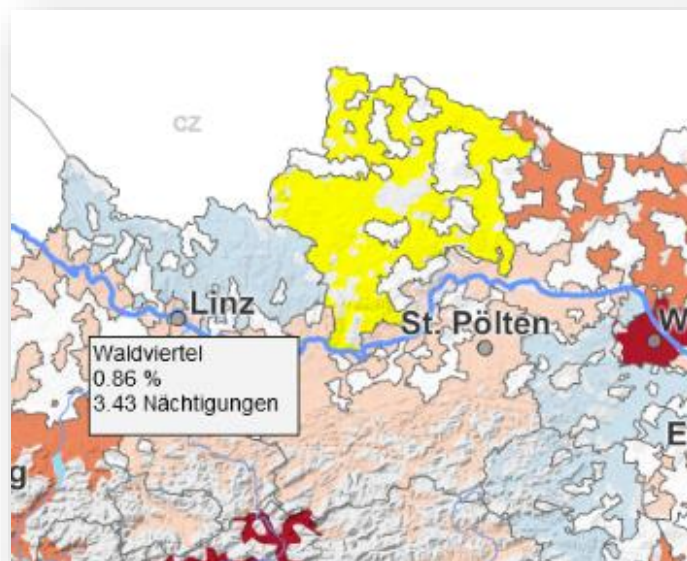 CZ
Linz
St. Pölten
W
Waldviertel
0.86 %
3.43 Nächtigungen
E
g